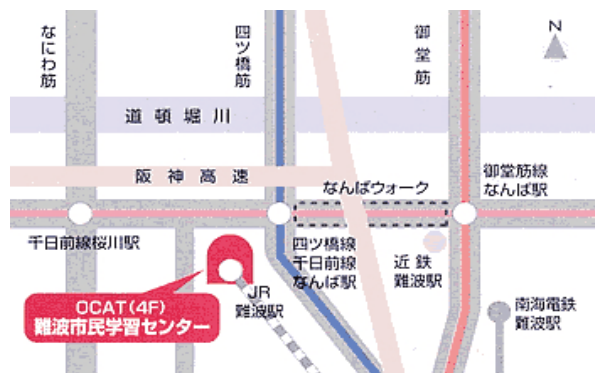 なにわ筋
四ツ橋筋
御堂筋
N
道頓堀川
阪神高速
なんばウォーク
御堂筋線
なんば駅
千日前線桜川駅
四ツ橋線
千日前線
なんば駅
近鉄
難波駅
JR
難波駅
南海電鉄
難波駅
OCAT(4F)
難波市民学習センター